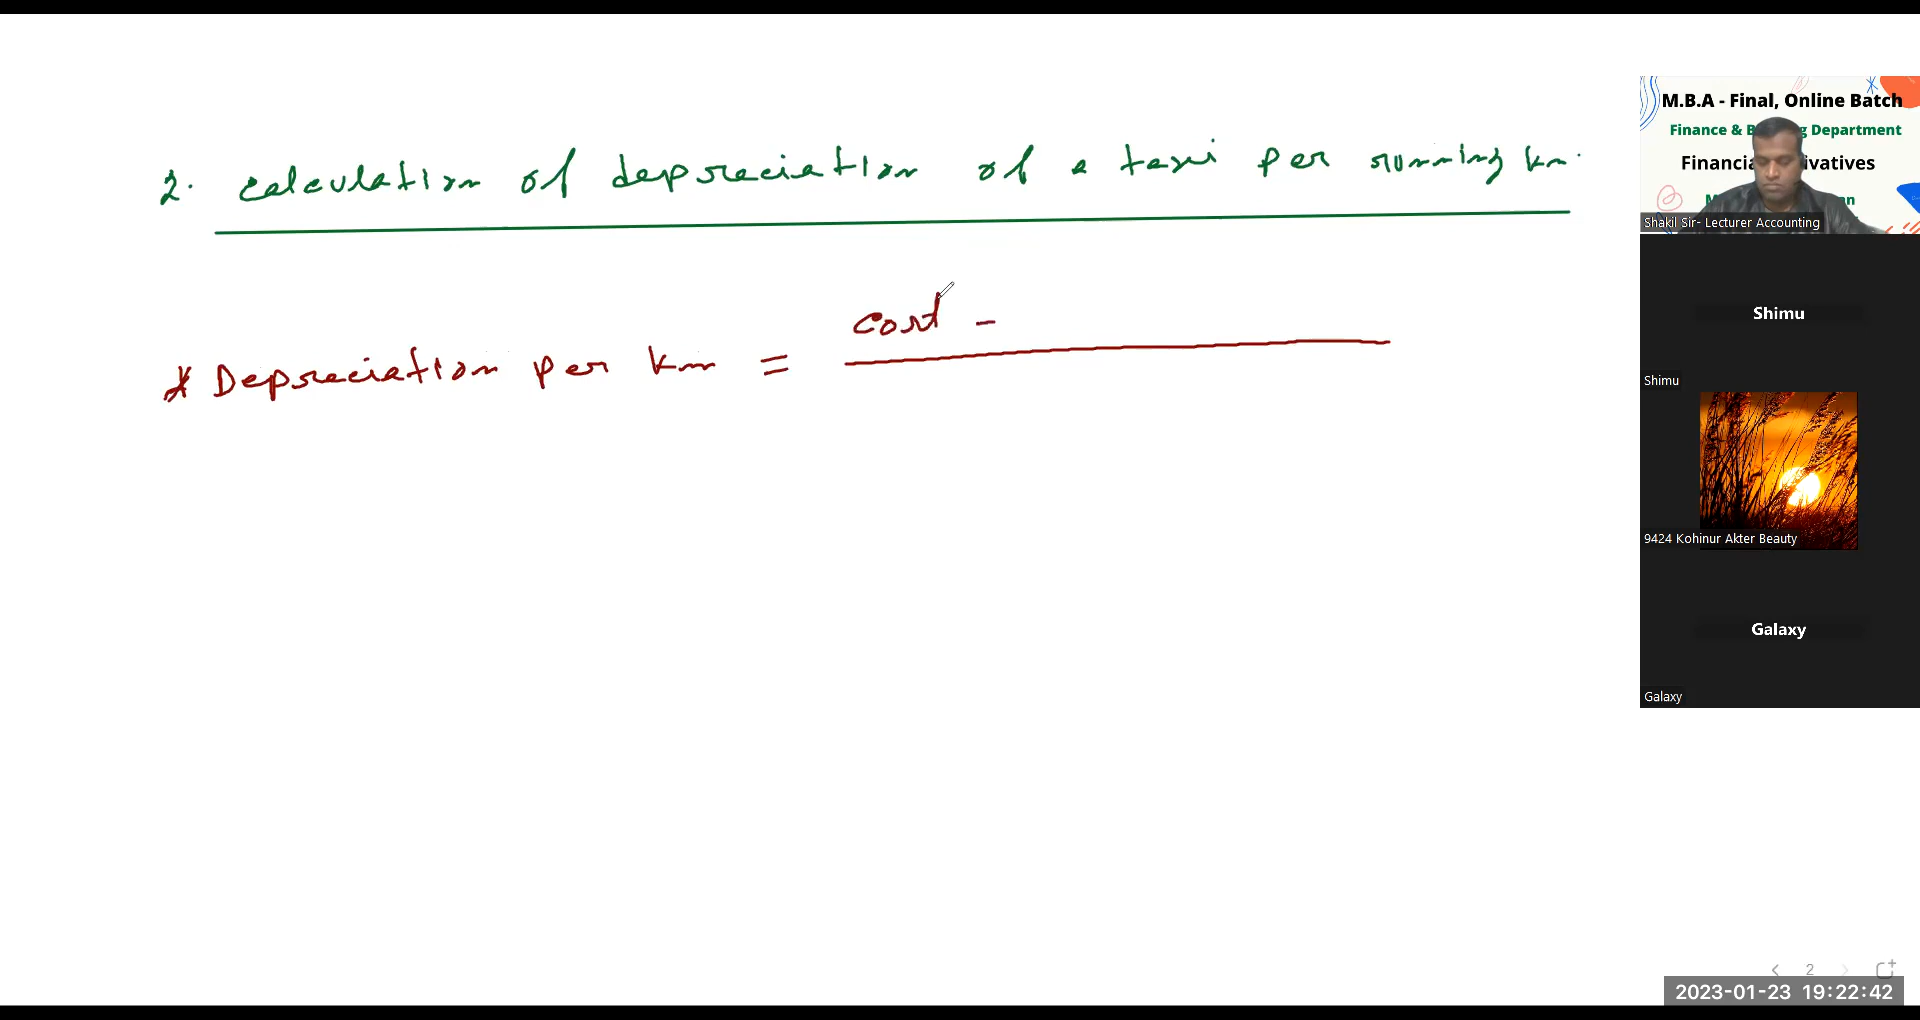 2. calculation of depreciation of a taxi per running km.
* Depreciation per km = cost -
M.B.A - Final, Online Batch
Finance & B Department
Financia ivatives
Shakil Sir- Lecturer Accounting
Shimu
Shimu
9424 Kohinur Akter Beauty
Galaxy
Galaxy
2
2023-01-23 19:22:42